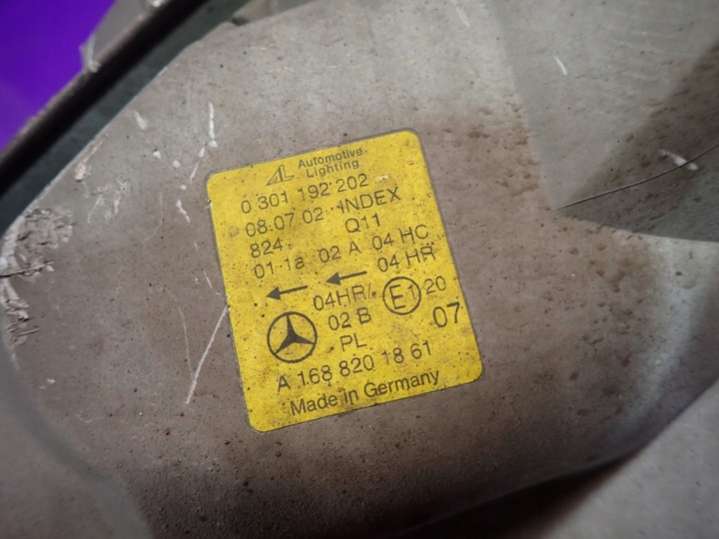 AL Automotive
Lighting
0 301 192 202
08.07.02 INDEX
824 Q11
01-1a 02 A 04 HC
04 HR
04HR/ E1 20
02 B 07
PL
A 168 820 18 61
Made in Germany